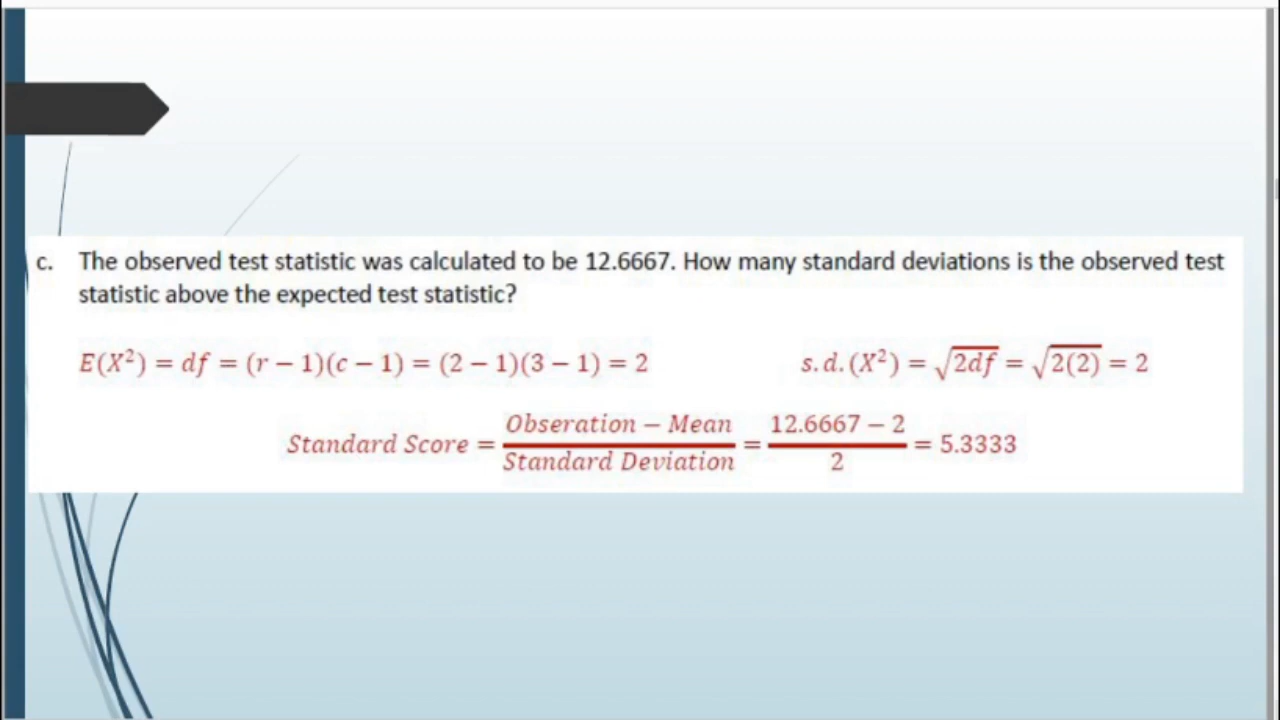 c. The observed test statistic was calculated to be 12.6667. How many standard deviations is the observed test
statistic above the expected test statistic?
E(X²) = df = (r − 1)(c − 1) = (2 − 1)(3 − 1) = 2 s.d.(X²) = √2df = √2(2) = 2
Standard Score = Obseration − Mean / Standard Deviation = 12.6667 − 2 / 2 = 5.3333